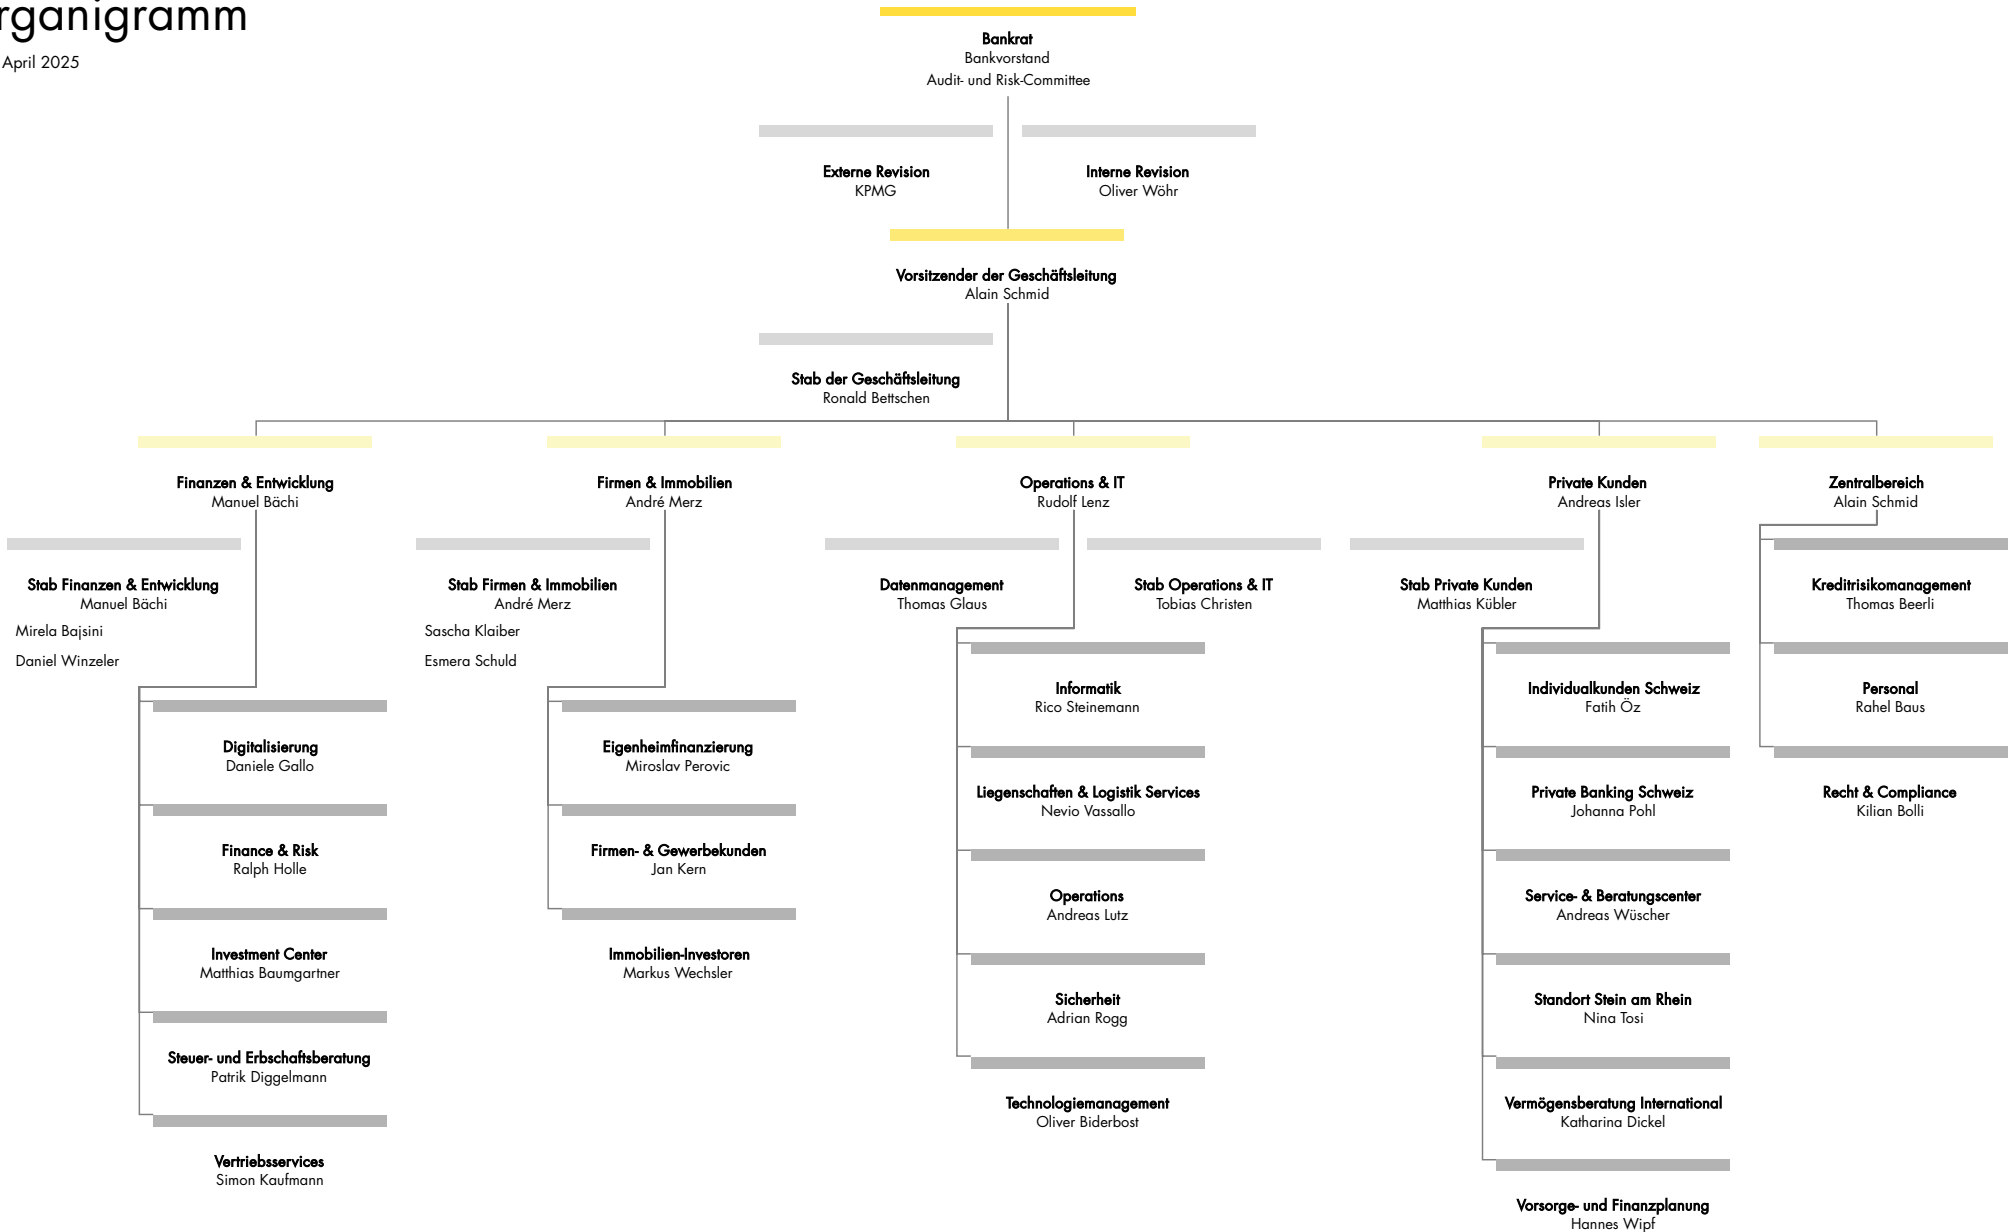 rganigramm
April 2025
Bankrat
Bankvorstand
Audit- und Risk-Committee
Externe Revision
KPMG
Interne Revision
Oliver Wöhr
Vorsitzender der Geschäftsleitung
Alain Schmid
Stab der Geschäftsleitung
Ronald Bettschen
Finanzen & Entwicklung
Manuel Bächi
Stab Finanzen & Entwicklung
Manuel Bächi
Mirela Bajsini
Daniel Winzeler
Digitalisierung
Daniele Gallo
Finance & Risk
Ralph Holle
Investment Center
Matthias Baumgartner
Steuer- und Erbschaftsberatung
Patrik Diggelmann
Vertriebsservices
Simon Kaufmann
Firmen & Immobilien
André Merz
Stab Firmen & Immobilien
André Merz
Sascha Klaiber
Esmera Schuld
Eigenheimfinanzierung
Miroslav Perovic
Firmen- & Gewerbekunden
Jan Kern
Immobilien-Investoren
Markus Wechsler
Operations & IT
Rudolf Lenz
Datenmanagement
Thomas Glaus
Stab Operations & IT
Tobias Christen
Informatik
Rico Steinemann
Liegenschaften & Logistik Services
Nevio Vassallo
Operations
Andreas Lutz
Sicherheit
Adrian Rogg
Technologiemanagement
Oliver Biderbost
Private Kunden
Andreas Isler
Stab Private Kunden
Matthias Kübler
Individualkunden Schweiz
Fatih Öz
Private Banking Schweiz
Johanna Pohl
Service- & Beratungscenter
Andreas Wüscher
Standort Stein am Rhein
Nina Tosi
Vermögensberatung International
Katharina Dickel
Vorsorge- und Finanzplanung
Hannes Wipf
Zentralbereich
Alain Schmid
Kreditrisikomanagement
Thomas Beerli
Personal
Rahel Baus
Recht & Compliance
Kilian Bolli